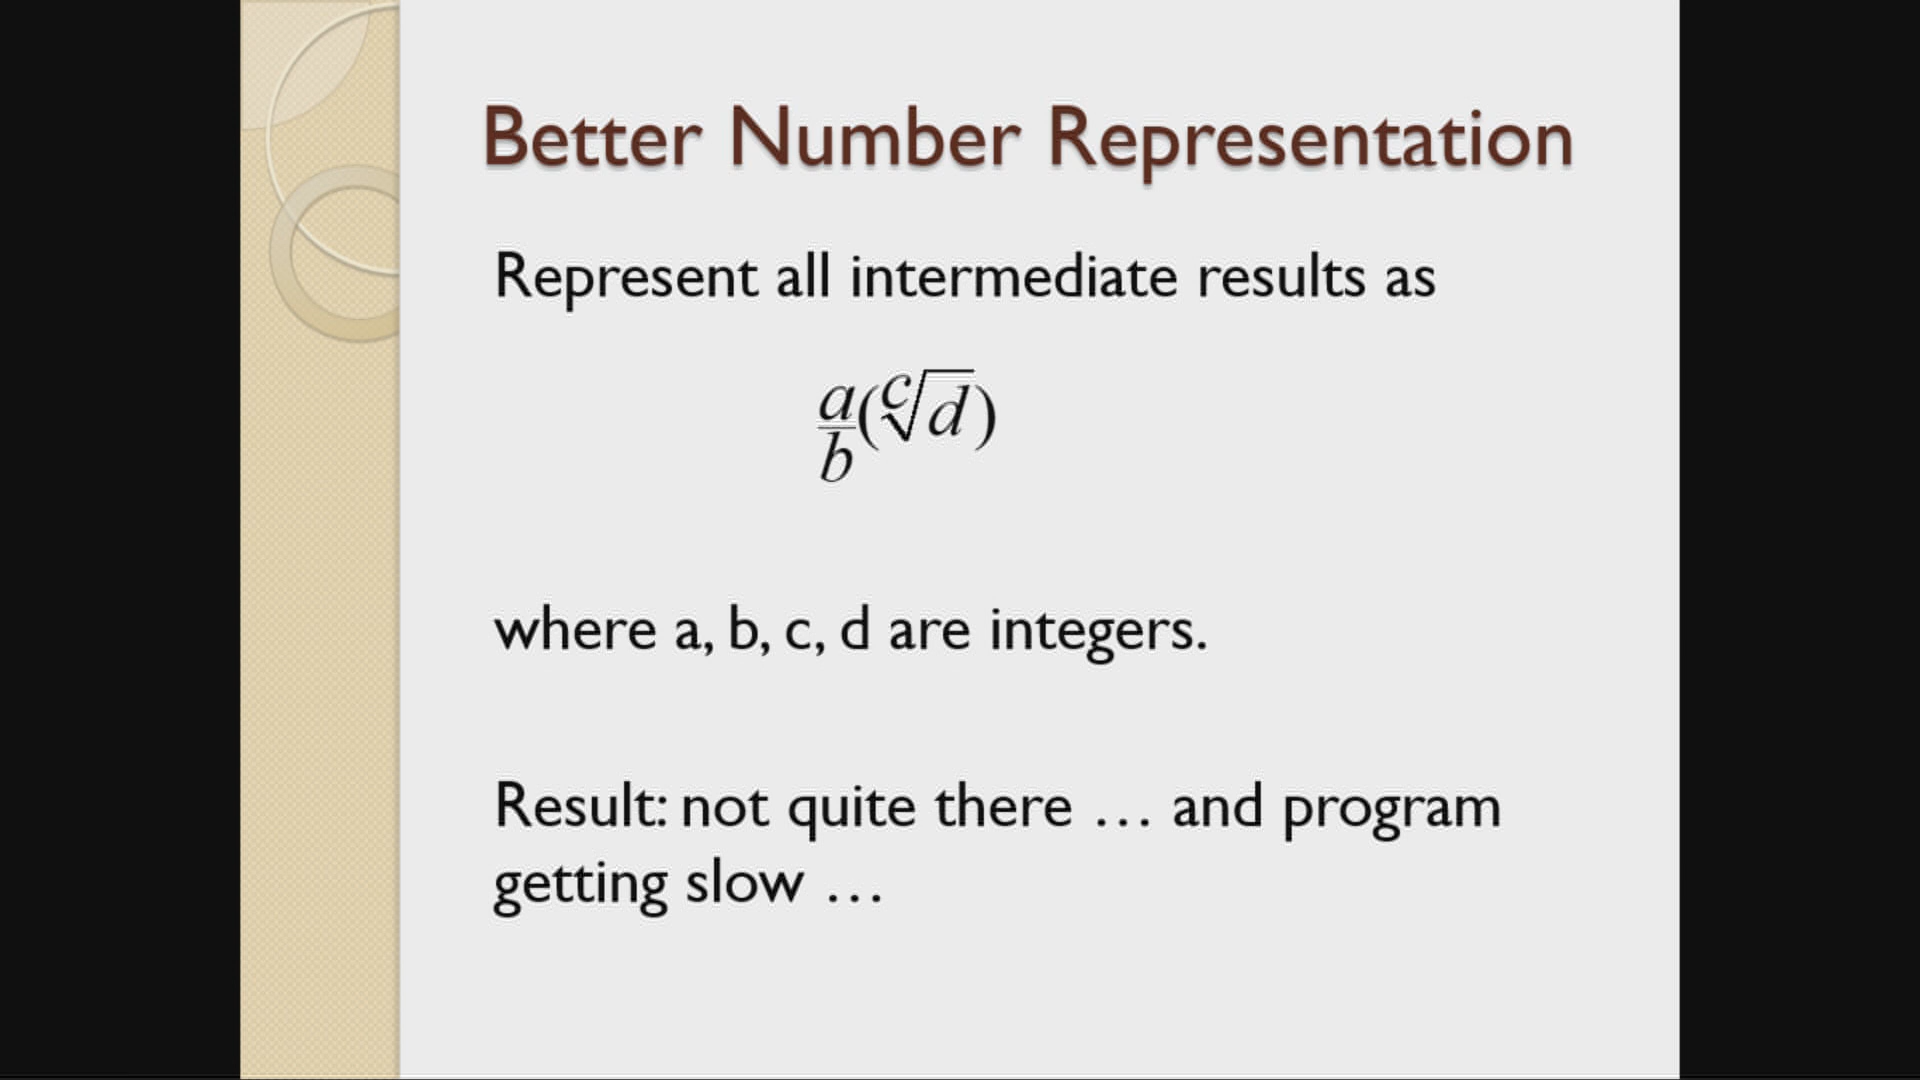 Better Number Representation
Represent all intermediate results as
a/b(ᶜ√d)
where a, b, c, d are integers.
Result: not quite there … and program
getting slow …